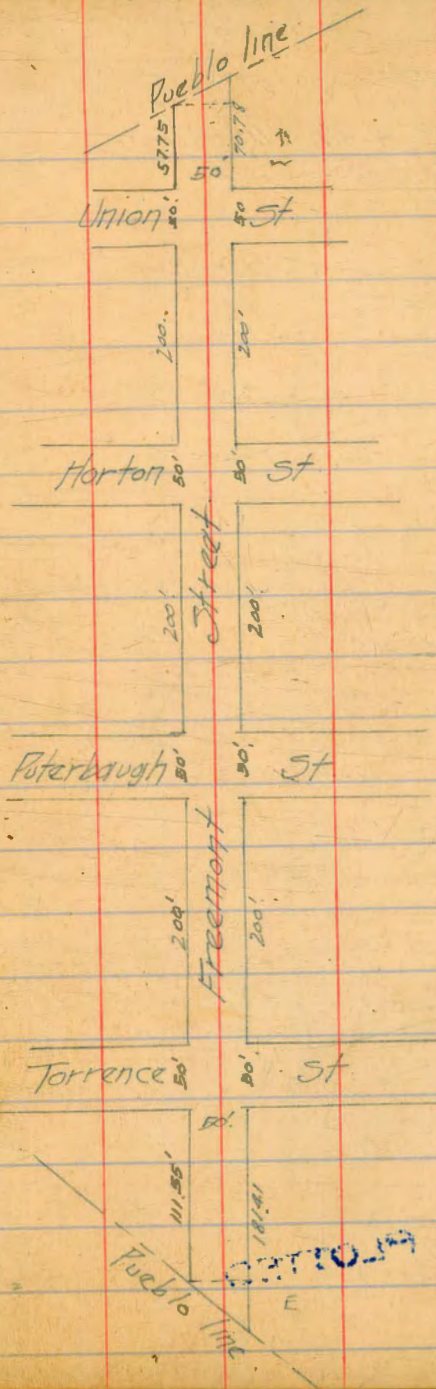 Pueblo line
57.75 70.78
50'
Union 50' 50 St.
200. 200'
Horton 50' 50' St
200' 200'
Street
Puterbaugh 50' 50' St
Freemont
200' 200'
Torrence 50' 50' St
50'
111.55' 181.41
Pueblo line
E